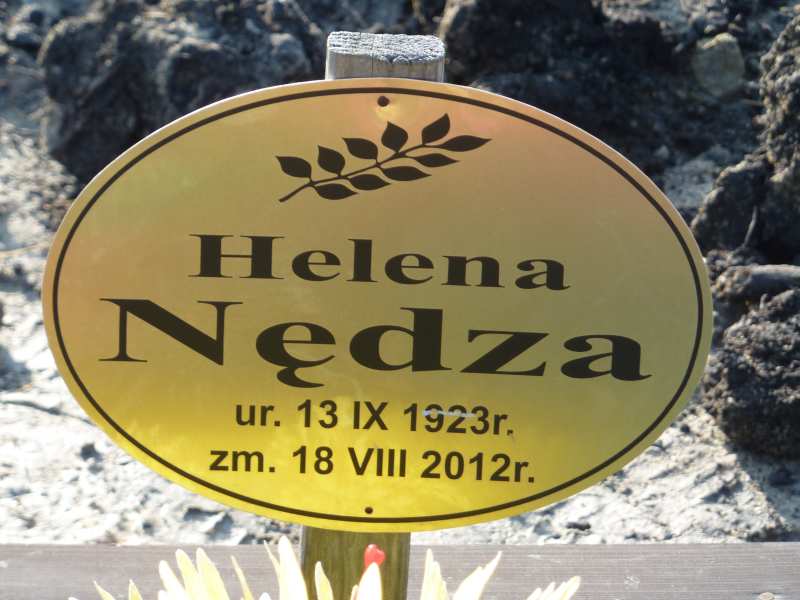 Helena
Nędza
ur. 13 IX 1923r.
zm. 18 VIII 2012r.